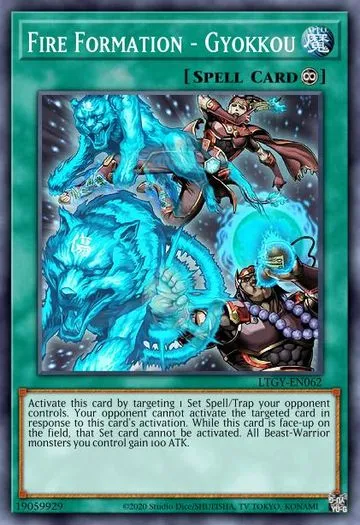 Fire Formation - Gyokkou
[Spell Card]
LTGY-EN062
Activate this card by targeting 1 Set Spell/Trap your opponent
controls. Your opponent cannot activate the targeted card in
response to this card's activation. While this card is face-up on
the field, that Set card cannot be activated. All Beast-Warrior
monsters you control gain 100 ATK.
19059929
©2020 Studio Dice/SHUEISHA, TV TOKYO, KONAMI